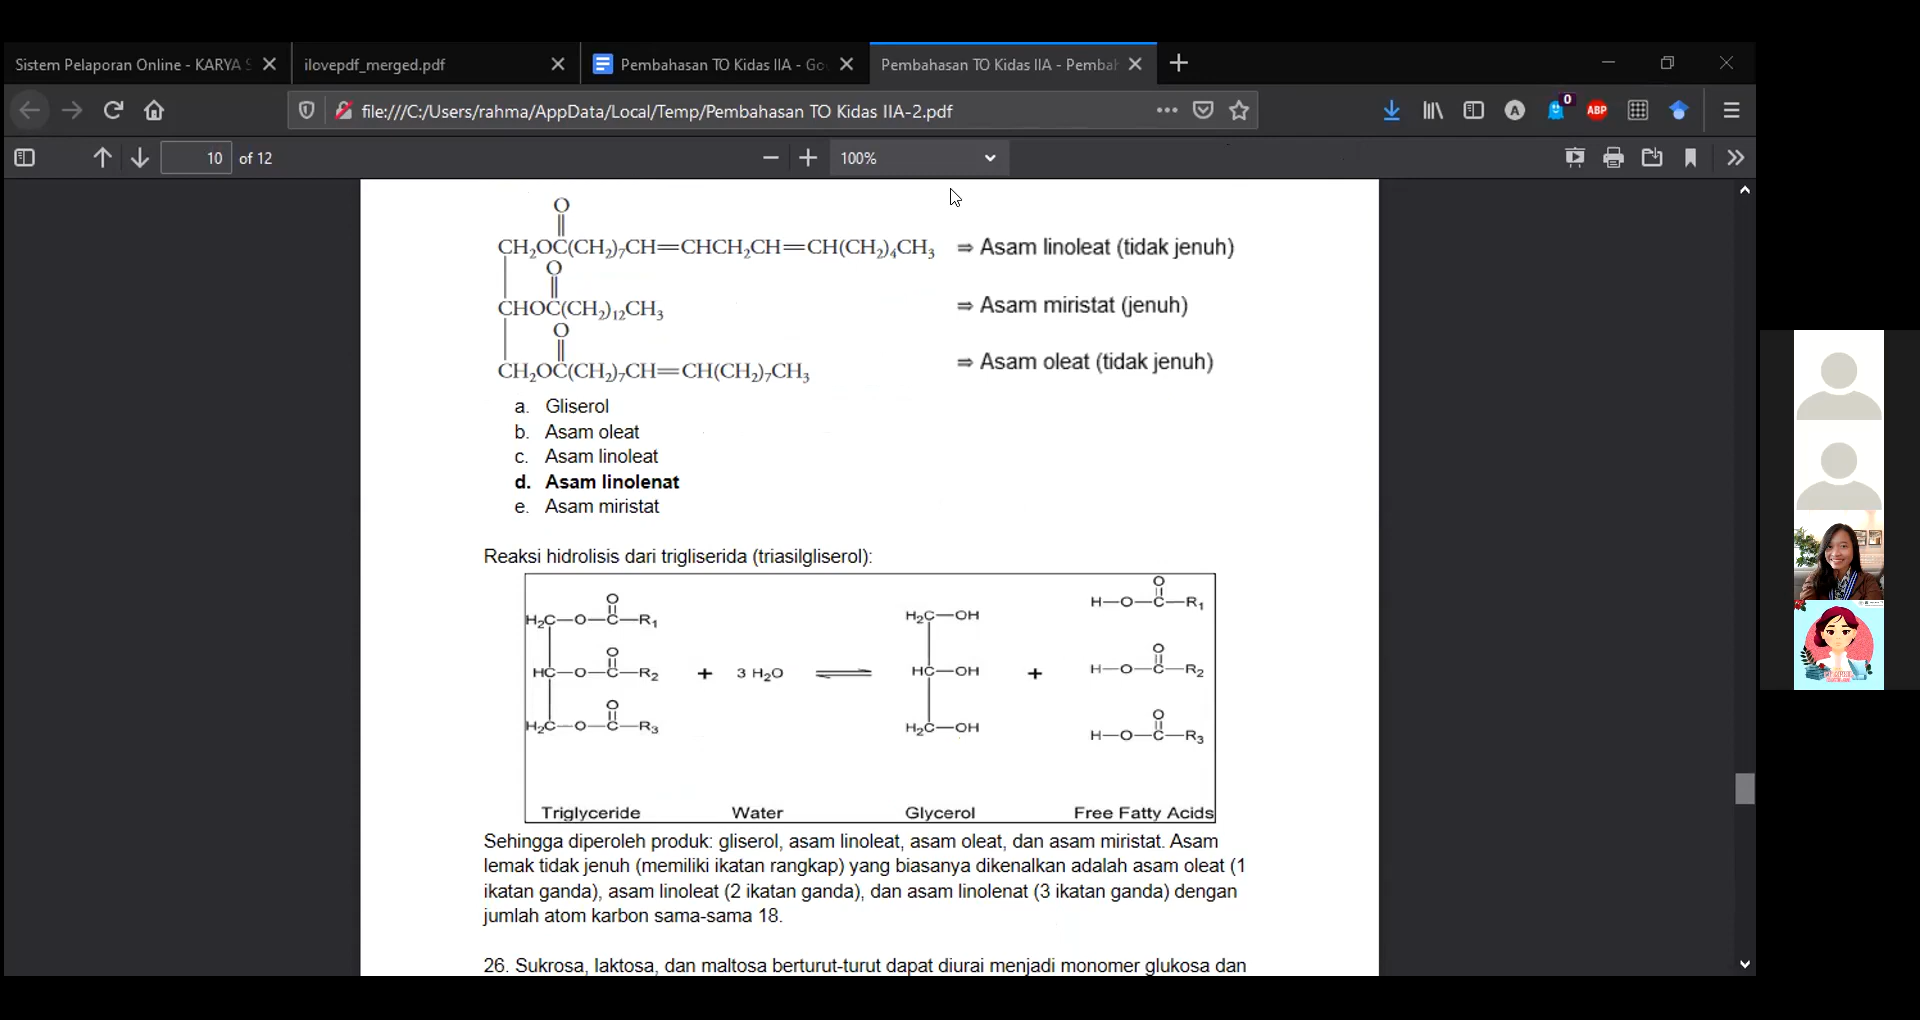 Sistem Pelaporan Online - KARYA S
ilovepdf_merged.pdf
Pembahasan TO Kidas IIA - Go
Pembahasan TO Kidas IIA - Pembah
file:///C:/Users/rahma/AppData/Local/Temp/Pembahasan TO Kidas IIA-2.pdf
0
ABP
10 of 12
100%
O
CH₂OC(CH₂)₇CH=CHCH₂CH=CH(CH₂)₄CH₃ ⇒ Asam linoleat (tidak jenuh)
O
CHOC(CH₂)₁₂CH₃ ⇒ Asam miristat (jenuh)
O
CH₂OC(CH₂)₇CH=CH(CH₂)₇CH₃ ⇒ Asam oleat (tidak jenuh)
a. Gliserol
b. Asam oleat
c. Asam linoleat
d. Asam linolenat
e. Asam miristat
Reaksi hidrolisis dari trigliserida (triasilgliserol):
O
H₂C—O—C—R₁
O
HC—O—C—R₂
O
H₂C—O—C—R₃
+ 3 H₂O
H₂C—OH
HC—OH
H₂C—OH
+
O
H—O—C—R₁
O
H—O—C—R₂
O
H—O—C—R₃
Triglyceride Water Glycerol Free Fatty Acids
Sehingga diperoleh produk: gliserol, asam linoleat, asam oleat, dan asam miristat. Asam
lemak tidak jenuh (memiliki ikatan rangkap) yang biasanya dikenalkan adalah asam oleat (1
ikatan ganda), asam linoleat (2 ikatan ganda), dan asam linolenat (3 ikatan ganda) dengan
jumlah atom karbon sama-sama 18.
26. Sukrosa, laktosa, dan maltosa berturut-turut dapat diurai menjadi monomer glukosa dan